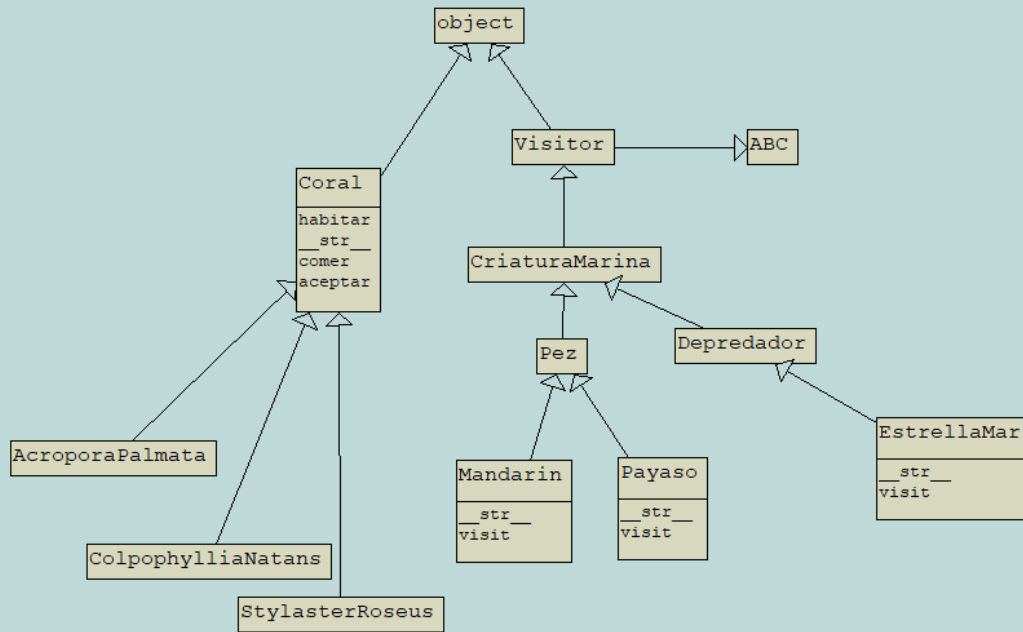 object
Visitor
ABC
Coral
habitar
__str__
comer
aceptar
CriaturaMarina
Pez
Depredador
AcroporaPalmata
Mandarin
__str__
visit
Payaso
__str__
visit
EstrellaMar
__str__
visit
ColpophylliaNatans
StylasterRoseus